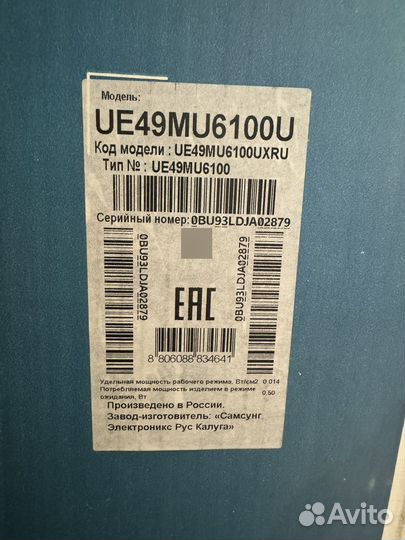 Модель:
UE49MU6100U
Код модели : UE49MU6100UXRU
Тип № : UE49MU6100
Серийный номер:0BU93LDJA02879
0BU93LDJA02879
0BU93LDJA02879
EAC
8 806088 834641
Удельная мощность рабочего режима, Вт/см2 0.014
Потребляемая мощность изделием в режиме
ожидания, Вт 0,50
Произведено в России.
Завод-изготовитель: «Самсунг
Электроникс Рус Калуга»
Avito